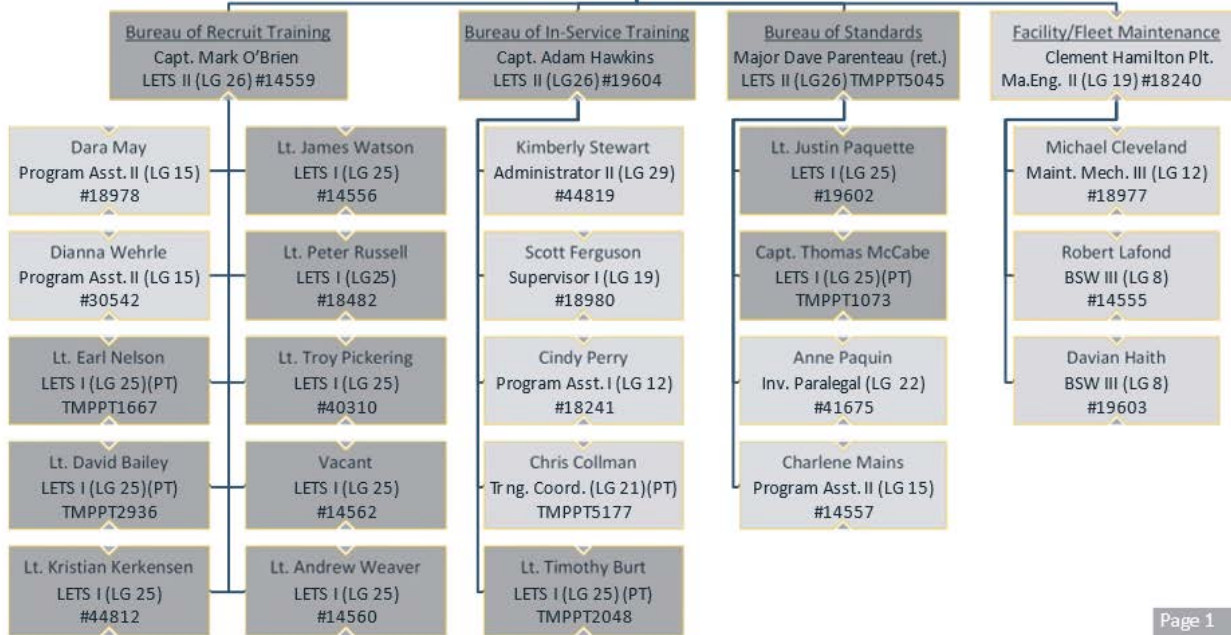 Bureau of Recruit Training
Capt. Mark O’Brien
LETS II (LG 26) #14559
Bureau of In-Service Training
Capt. Adam Hawkins
LETS II (LG26) #19604
Bureau of Standards
Major Dave Parenteau (ret.)
LETS II (LG26) TMPPT5045
Facility/Fleet Maintenance
Clement Hamilton Plt.
Ma.Eng. II (LG 19) #18240
Dara May
Program Asst. II (LG 15)
#18978
Dianna Wehrle
Program Asst. II (LG 15)
#30542
Lt. Earl Nelson
LETS I (LG 25)(PT)
TMPPT1667
Lt. David Bailey
LETS I (LG 25)(PT)
TMPPT2936
Lt. Kristian Kerkensen
LETS I (LG 25)
#44812
Lt. James Watson
LETS I (LG 25)
#14556
Lt. Peter Russell
LETS I (LG25)
#18482
Lt. Troy Pickering
LETS I (LG 25)
#40310
Vacant
LETS I (LG 25)
#14562
Lt. Andrew Weaver
LETS I (LG 25)
#14560
Kimberly Stewart
Administrator II (LG 29)
#44819
Scott Ferguson
Supervisor I (LG 19)
#18980
Cindy Perry
Program Asst. I (LG 12)
#18241
Chris Collman
Trng. Coord. (LG 21)(PT)
TMPPT5177
Lt. Timothy Burt
LETS I (LG 25) (PT)
TMPPT2048
Lt. Justin Paquette
LETS I (LG 25)
#19602
Capt. Thomas McCabe
LETS I (LG 25)(PT)
TMPPT1073
Anne Paquin
Inv. Paralegal (LG 22)
#41675
Charlene Mains
Program Asst. II (LG 15)
#14557
Michael Cleveland
Maint. Mech. III (LG 12)
#18977
Robert Lafond
BSW III (LG 8)
#14555
Davian Haith
BSW III (LG 8)
#19603
Page 1